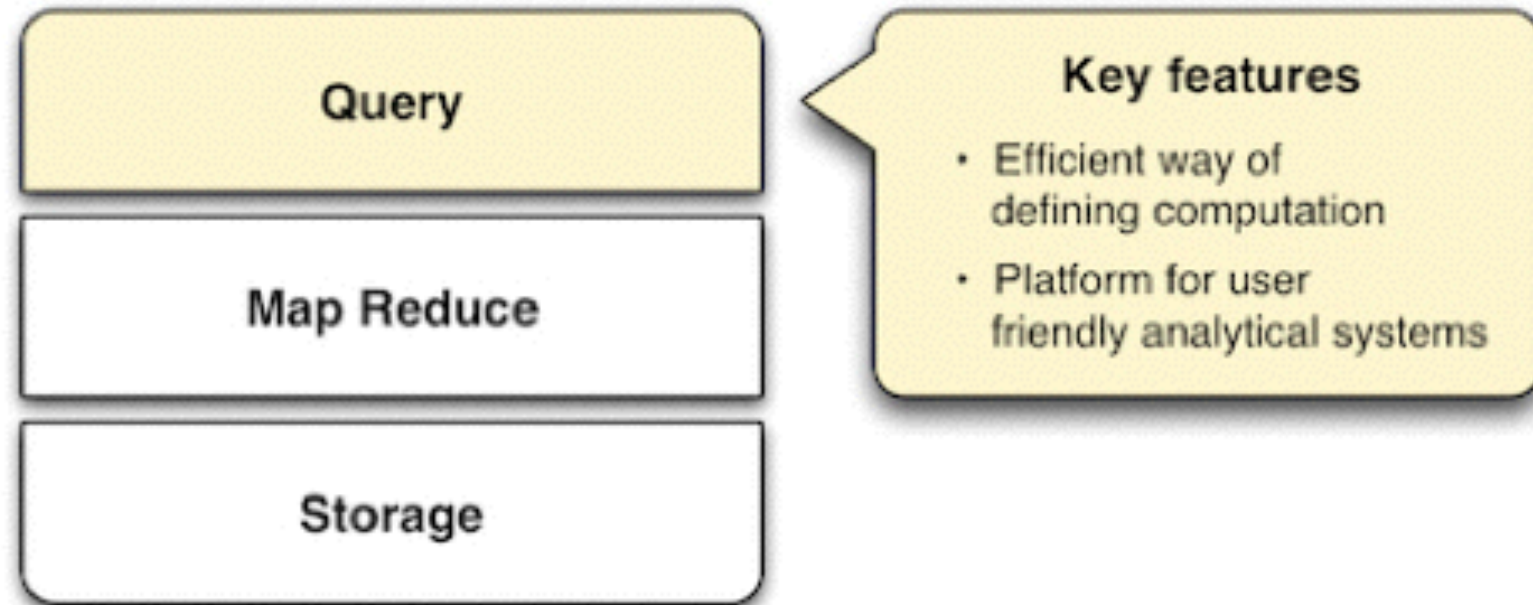 Query
Map Reduce
Storage
Key features
• Efficient way of
defining computation
• Platform for user
friendly analytical systems